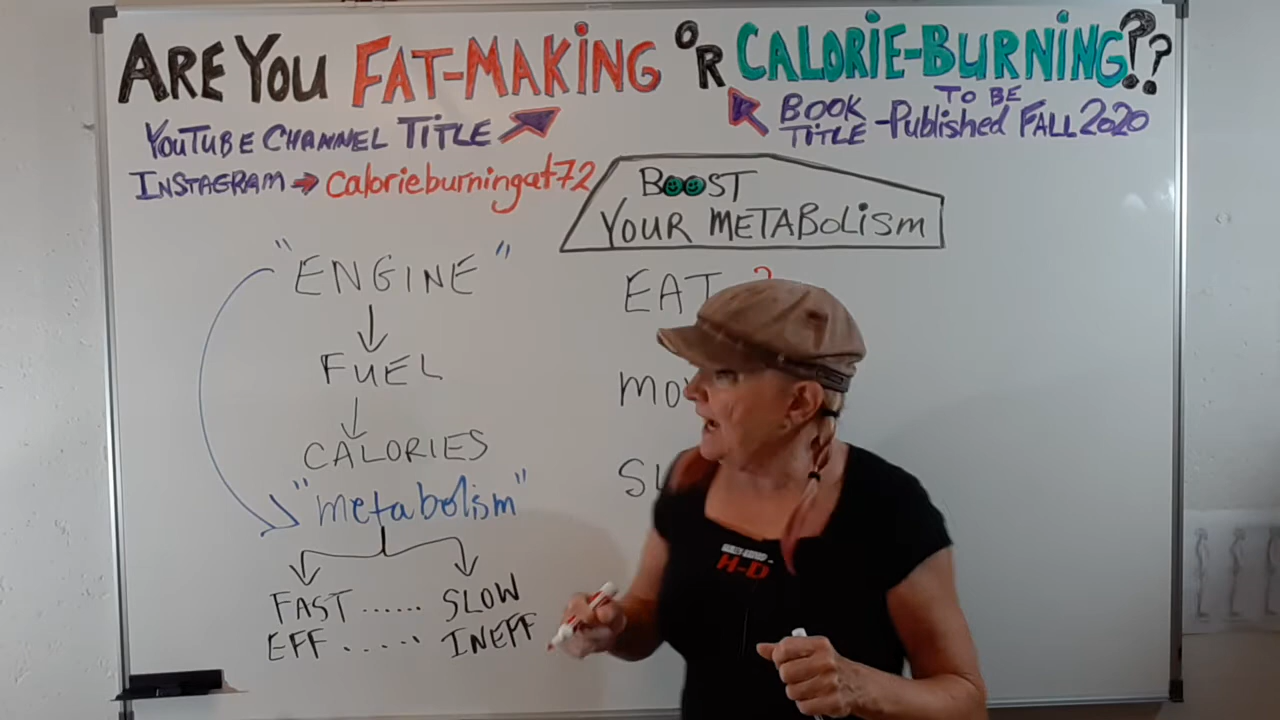 ARE YOU FAT-MAKING OR CALORIE-BURNING!??
YOUTUBE CHANNEL TITLE
BOOK TITLE - TO BE Published FALL 2020
INSTAGRAM → calorieburningat72
BOOST
YOUR METABOLISM
"ENGINE"
FUEL
CALORIES
"metabolism"
FAST ...... SLOW
EFF ..... INEFF
EAT ?
H-D